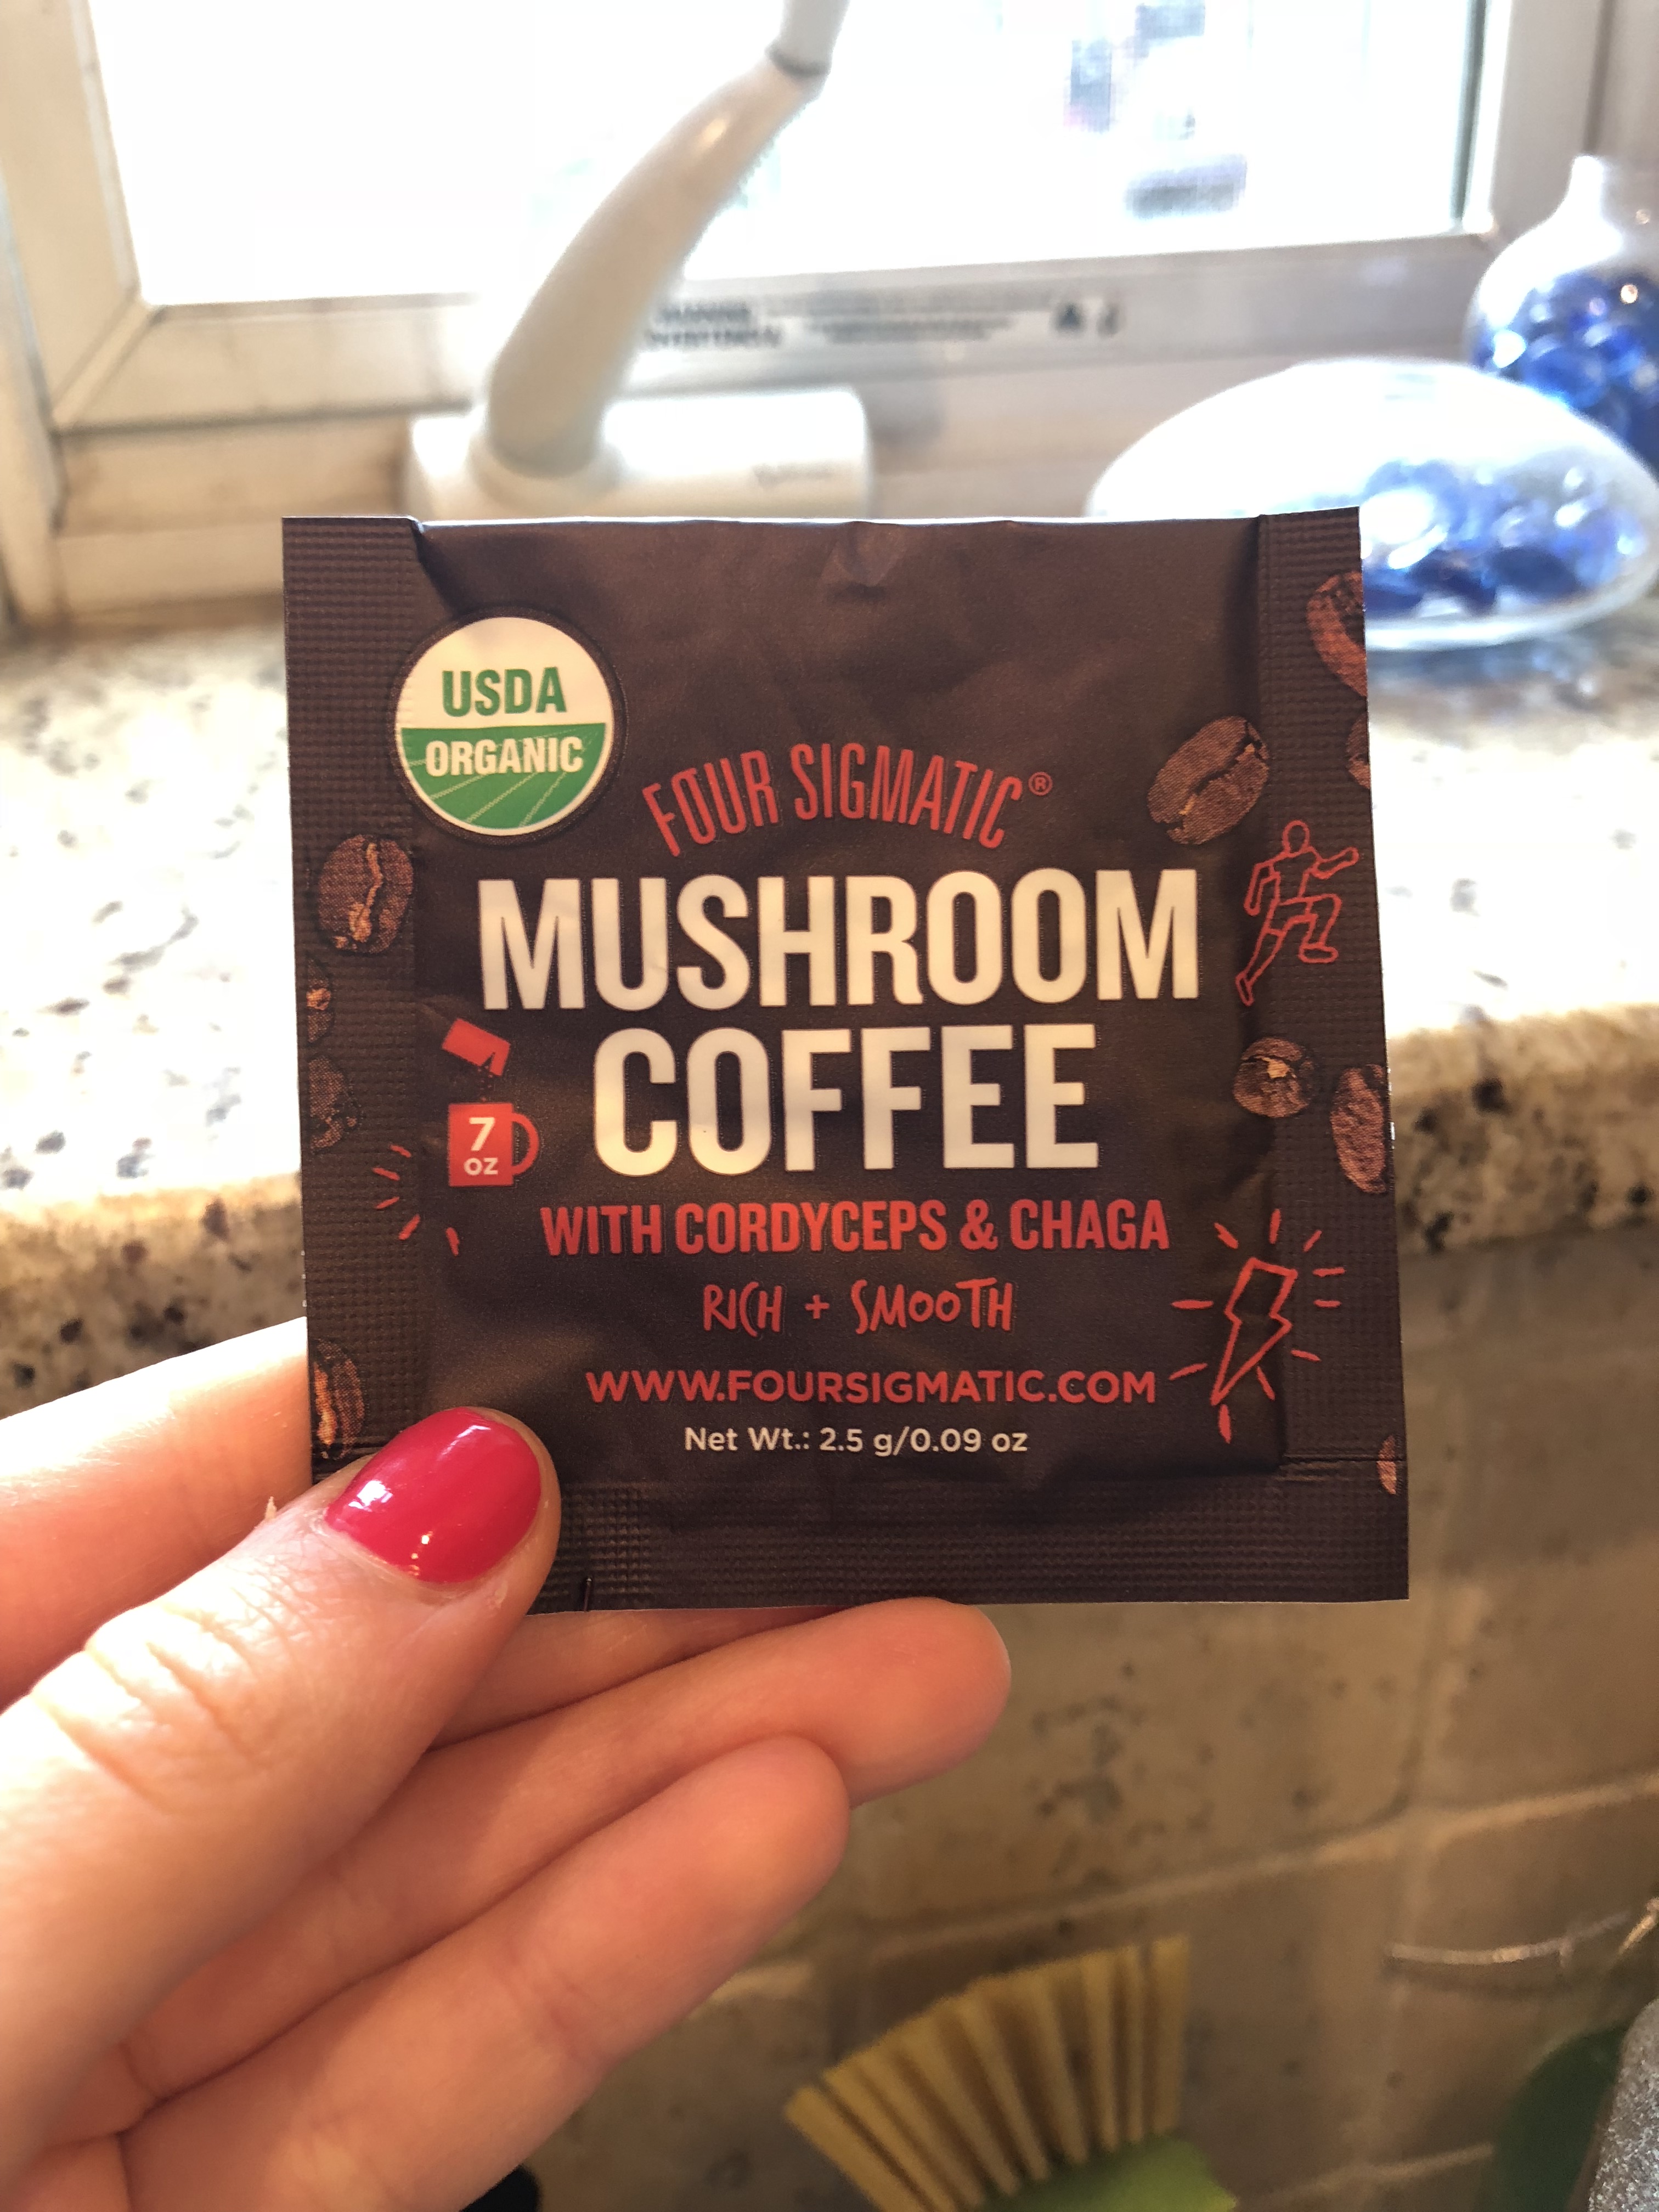 USDA
ORGANIC
FOUR SIGMATIC®
MUSHROOM
COFFEE
7
OZ
WITH CORDYCEPS & CHAGA
RICH + SMOOTH
WWW.FOURSIGMATIC.COM
Net Wt.: 2.5 g/0.09 oz